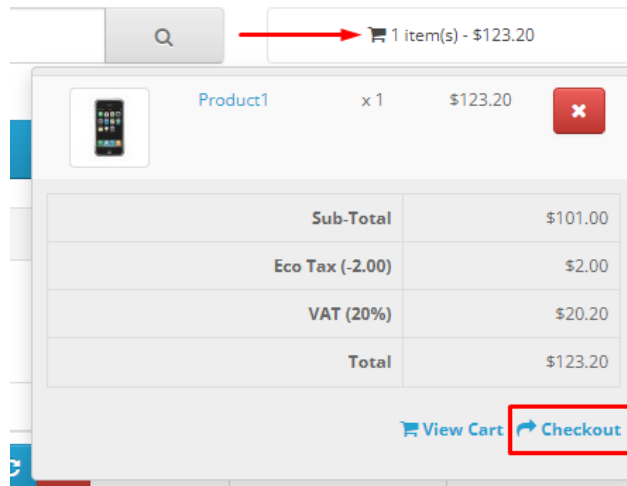 1 item(s) - $123.20
Product1 x 1 $123.20
Sub-Total $101.00
Eco Tax (-2.00) $2.00
VAT (20%) $20.20
Total $123.20
View Cart Checkout